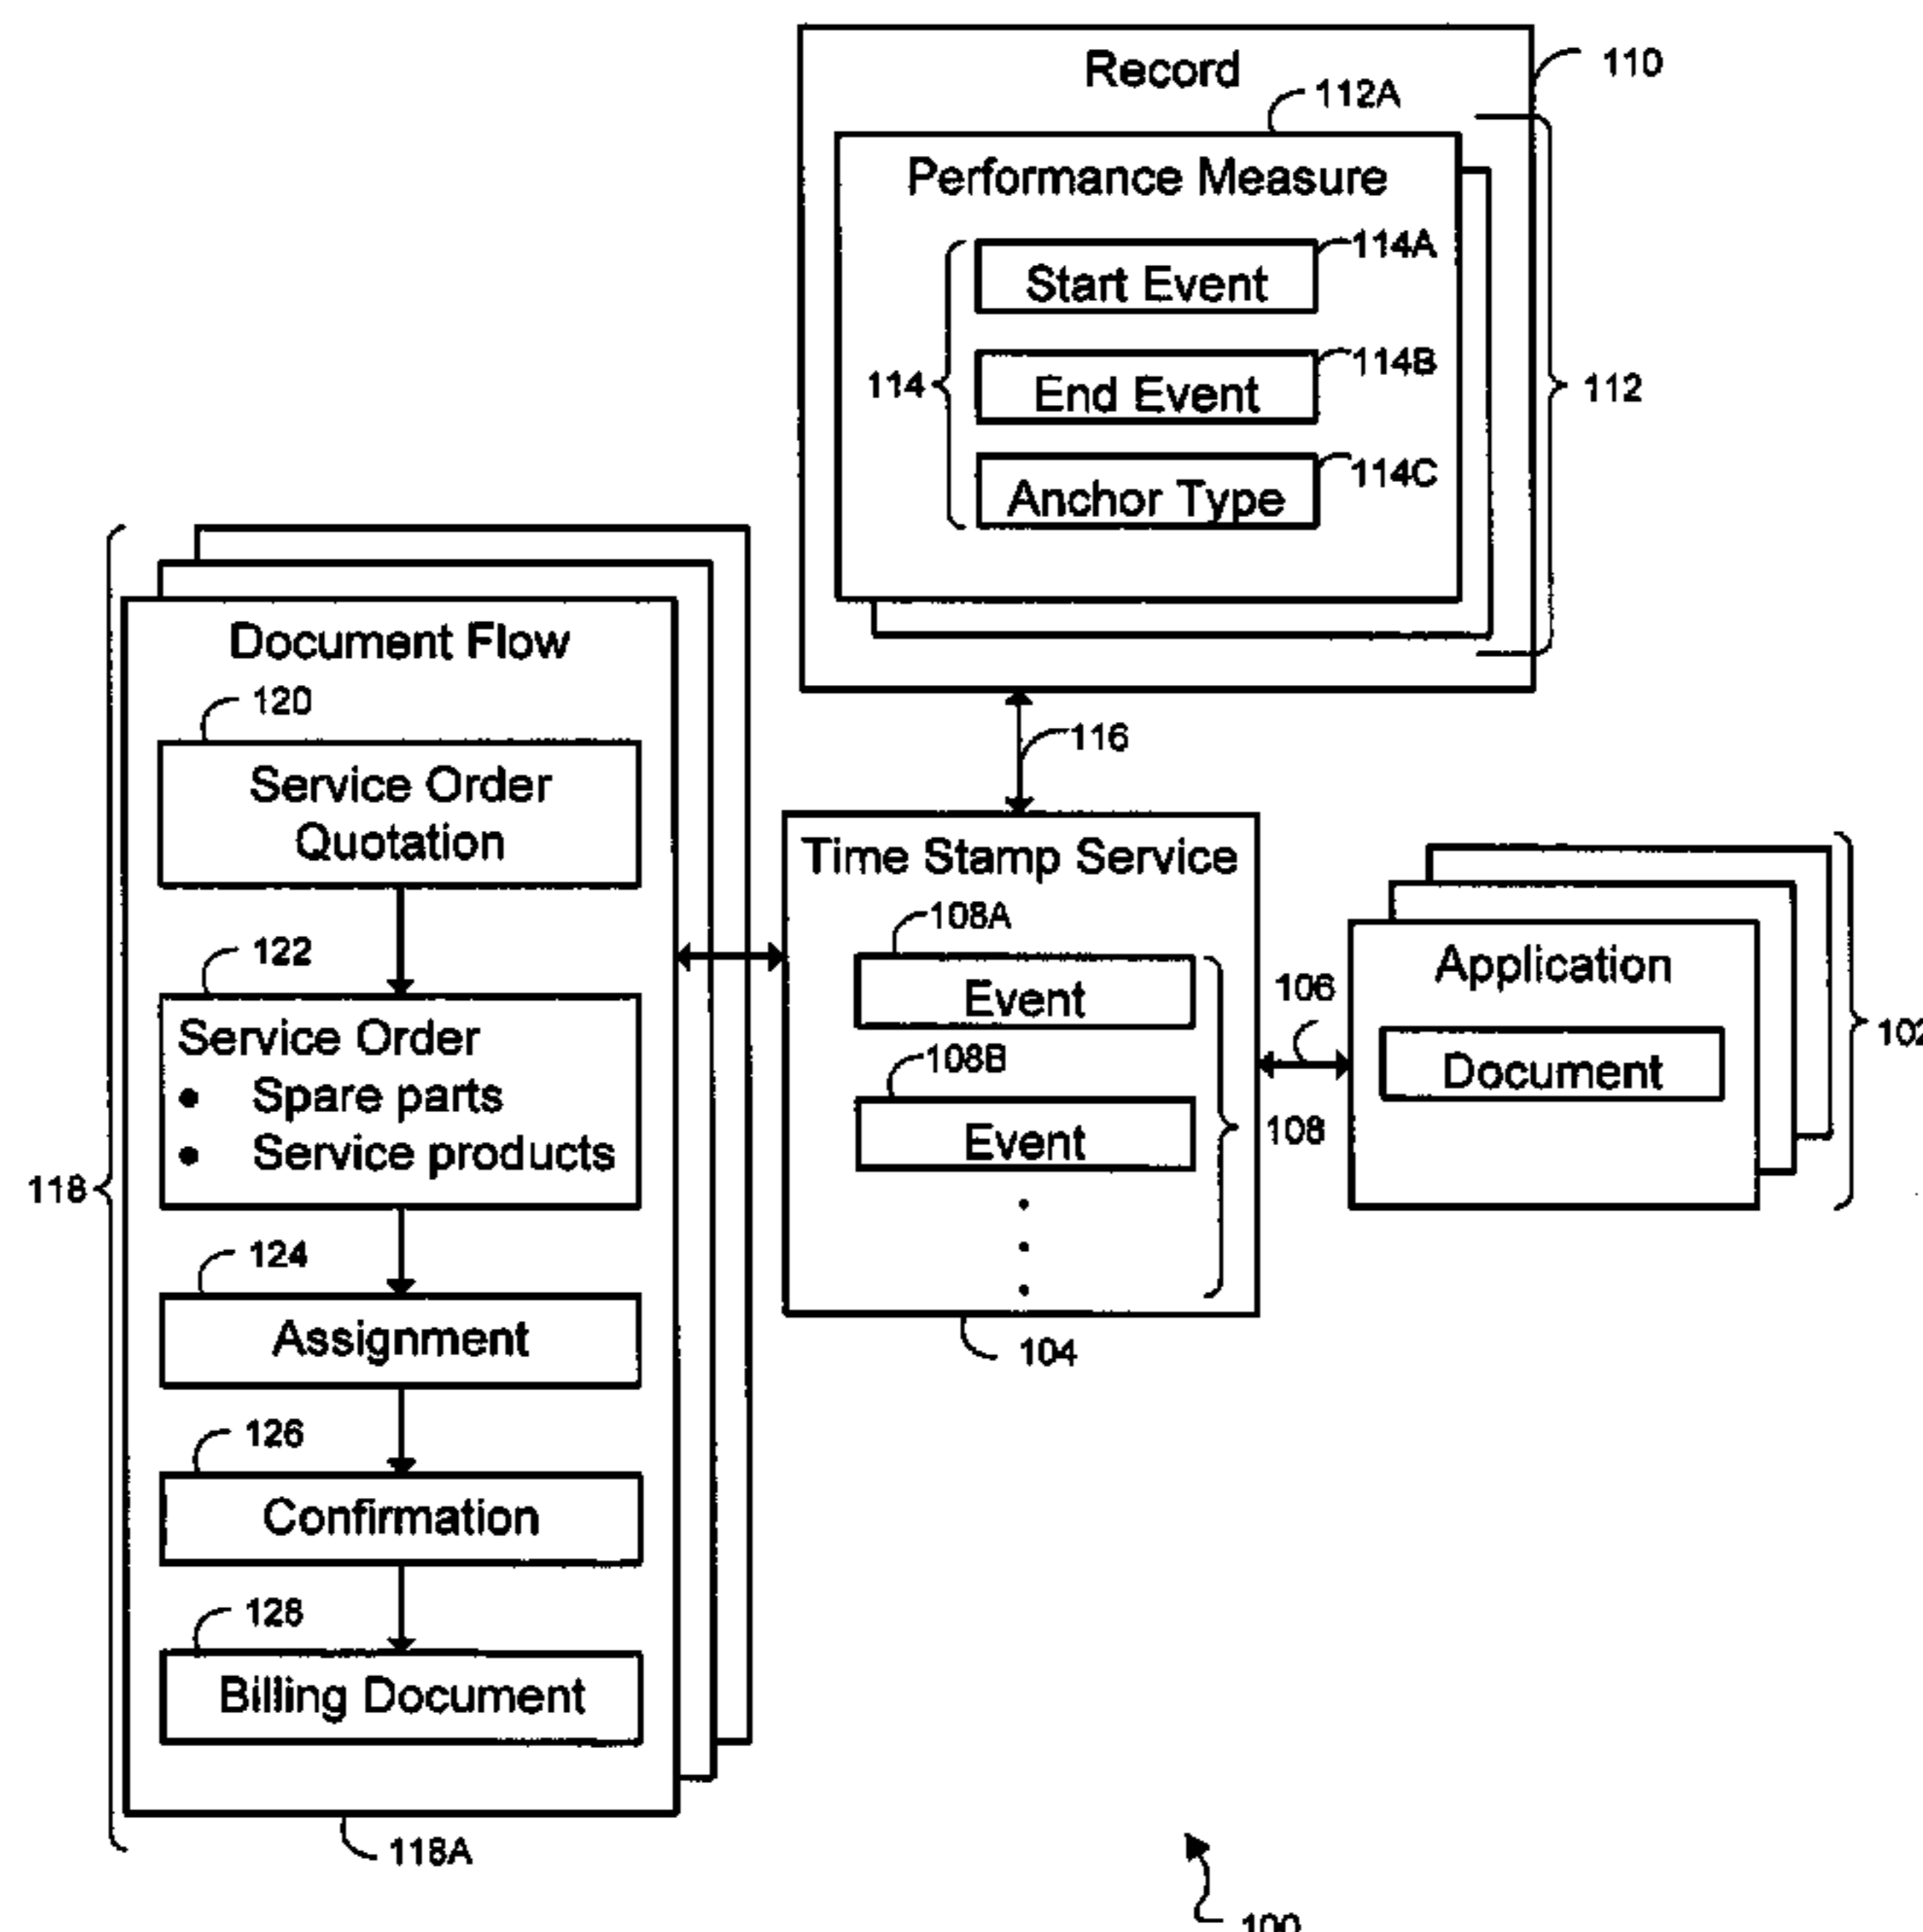 Record
110
112A
Performance Measure
114A
Start Event
114B
End Event
114
112
114C
Anchor Type
116
118
Document Flow
120
Service Order
Quotation
122
Service Order
• Spare parts
• Service products
124
Assignment
126
Confirmation
128
Billing Document
118A
Time Stamp Service
108A
Event
108B
Event
108
104
106
Application
Document
102
100